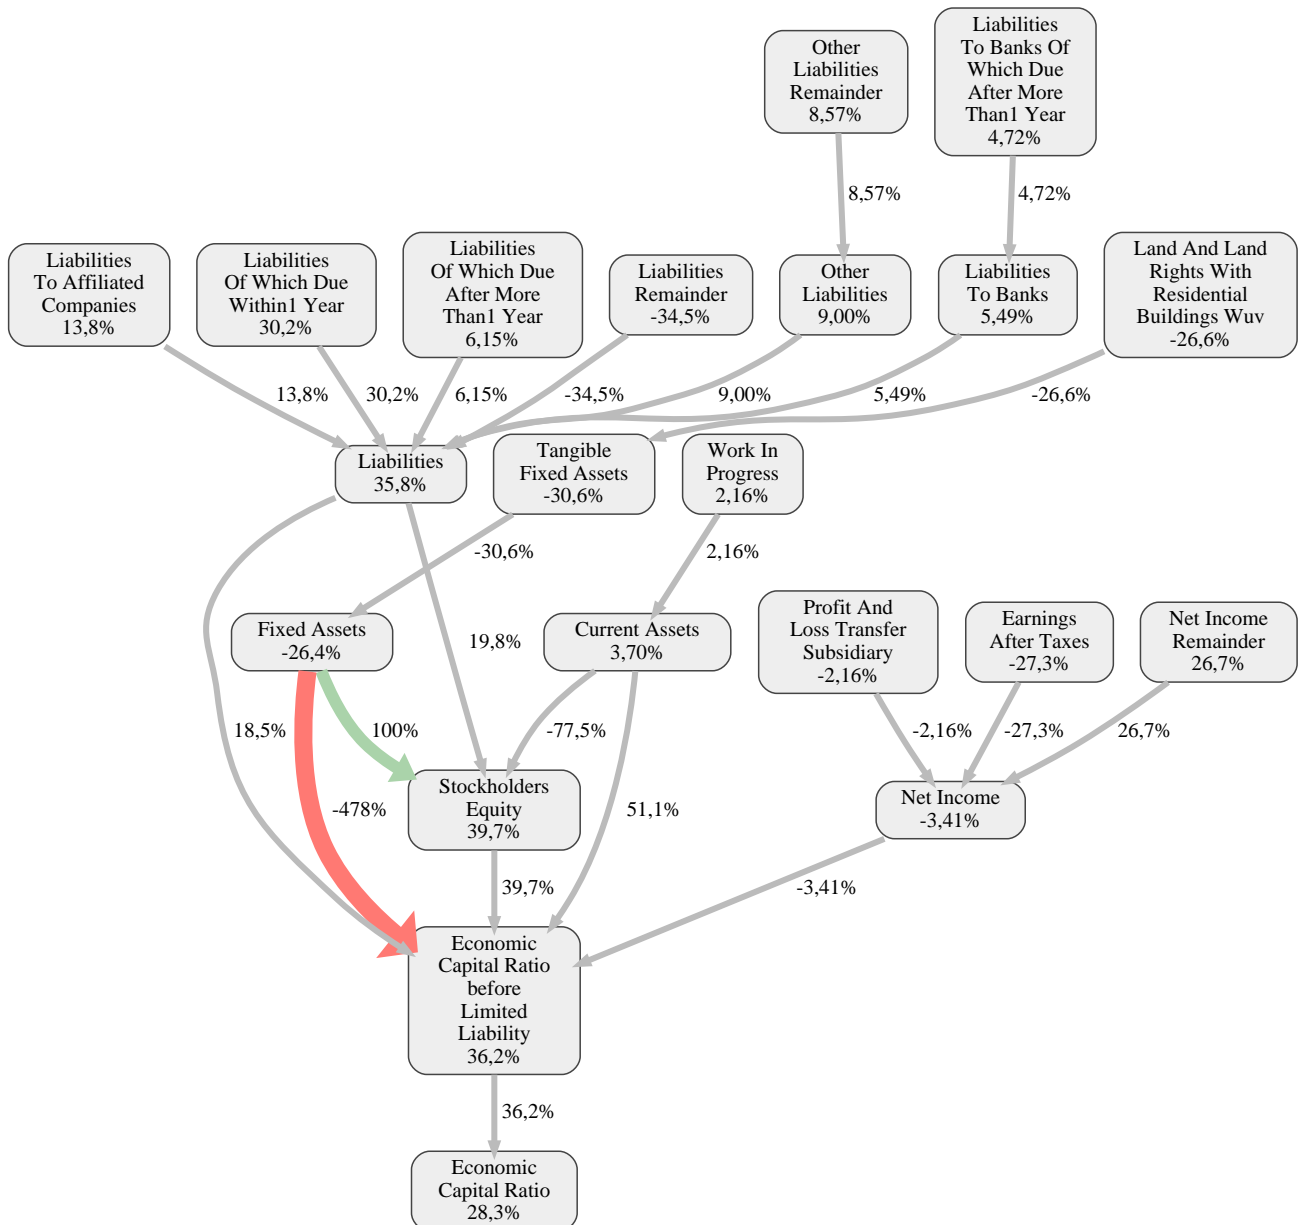 Other
Liabilities
Remainder
8,57%
Liabilities
To Banks Of
Which Due
After More
Than1 Year
4,72%
8,57%
4,72%
Liabilities
To Affiliated
Companies
13,8%
Liabilities
Of Which Due
Within1 Year
30,2%
Liabilities
Of Which Due
After More
Than1 Year
6,15%
Liabilities
Remainder
-34,5%
Other
Liabilities
9,00%
Liabilities
To Banks
5,49%
Land And Land
Rights With
Residential
Buildings Wuv
-26,6%
13,8%
30,2%
6,15%
-34,5%
9,00%
5,49%
-26,6%
Liabilities
35,8%
Tangible
Fixed Assets
-30,6%
Work In
Progress
2,16%
-30,6%
2,16%
Fixed Assets
-26,4%
19,8%
Current Assets
3,70%
Profit And
Loss Transfer
Subsidiary
-2,16%
Earnings
After Taxes
-27,3%
Net Income
Remainder
26,7%
18,5%
100%
-77,5%
-2,16%
-27,3%
26,7%
-478%
Stockholders
Equity
39,7%
51,1%
Net Income
-3,41%
39,7%
-3,41%
Economic
Capital Ratio
before
Limited
Liability
36,2%
36,2%
Economic
Capital Ratio
28,3%